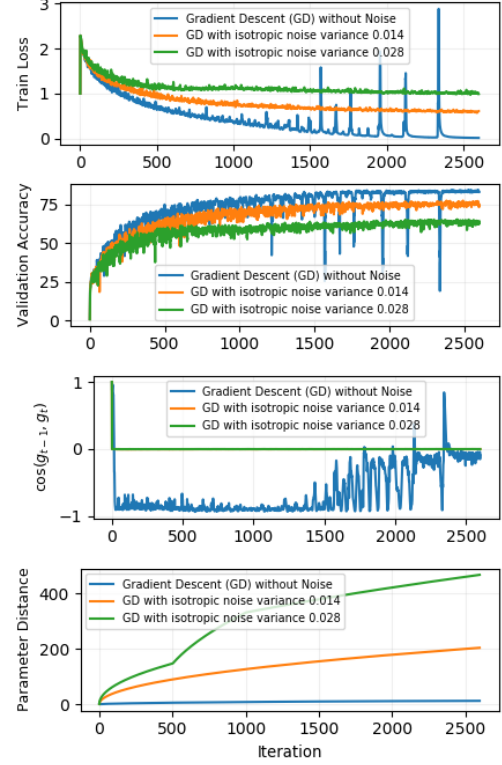 Train Loss
3
2
1
0
Gradient Descent (GD) without Noise
GD with isotropic noise variance 0.014
GD with isotropic noise variance 0.028
0 500 1000 1500 2000 2500
Validation Accuracy
75
50
25
0
Gradient Descent (GD) without Noise
GD with isotropic noise variance 0.014
GD with isotropic noise variance 0.028
0 500 1000 1500 2000 2500
cos(g_{t−1}, g_t)
1
0
−1
Gradient Descent (GD) without Noise
GD with isotropic noise variance 0.014
GD with isotropic noise variance 0.028
0 500 1000 1500 2000 2500
Parameter Distance
400
200
0
Gradient Descent (GD) without Noise
GD with isotropic noise variance 0.014
GD with isotropic noise variance 0.028
0 500 1000 1500 2000 2500
Iteration